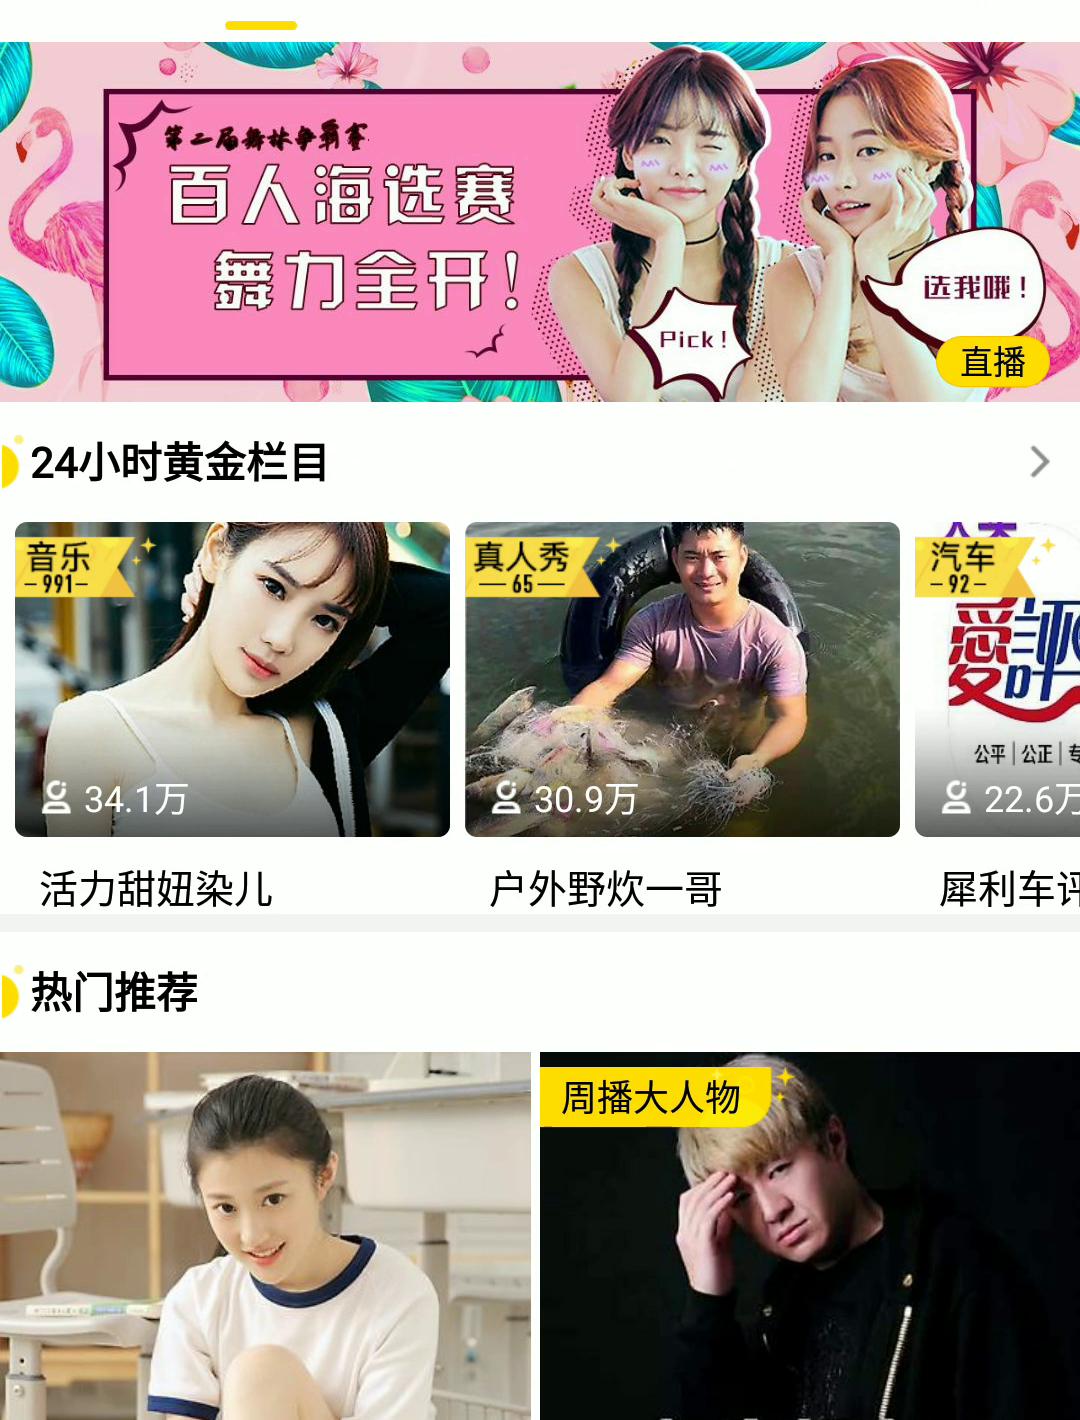 第二届舞林争霸赛
百人海选赛
舞力全开!
Pick!
选我哦!
直播
24小时黄金栏目
音乐
991
真人秀
65
汽车
92
爱评
公平|公正|专
34.1万
30.9万
22.6万
活力甜妞染儿
户外野炊一哥
犀利车评
热门推荐
周播大人物